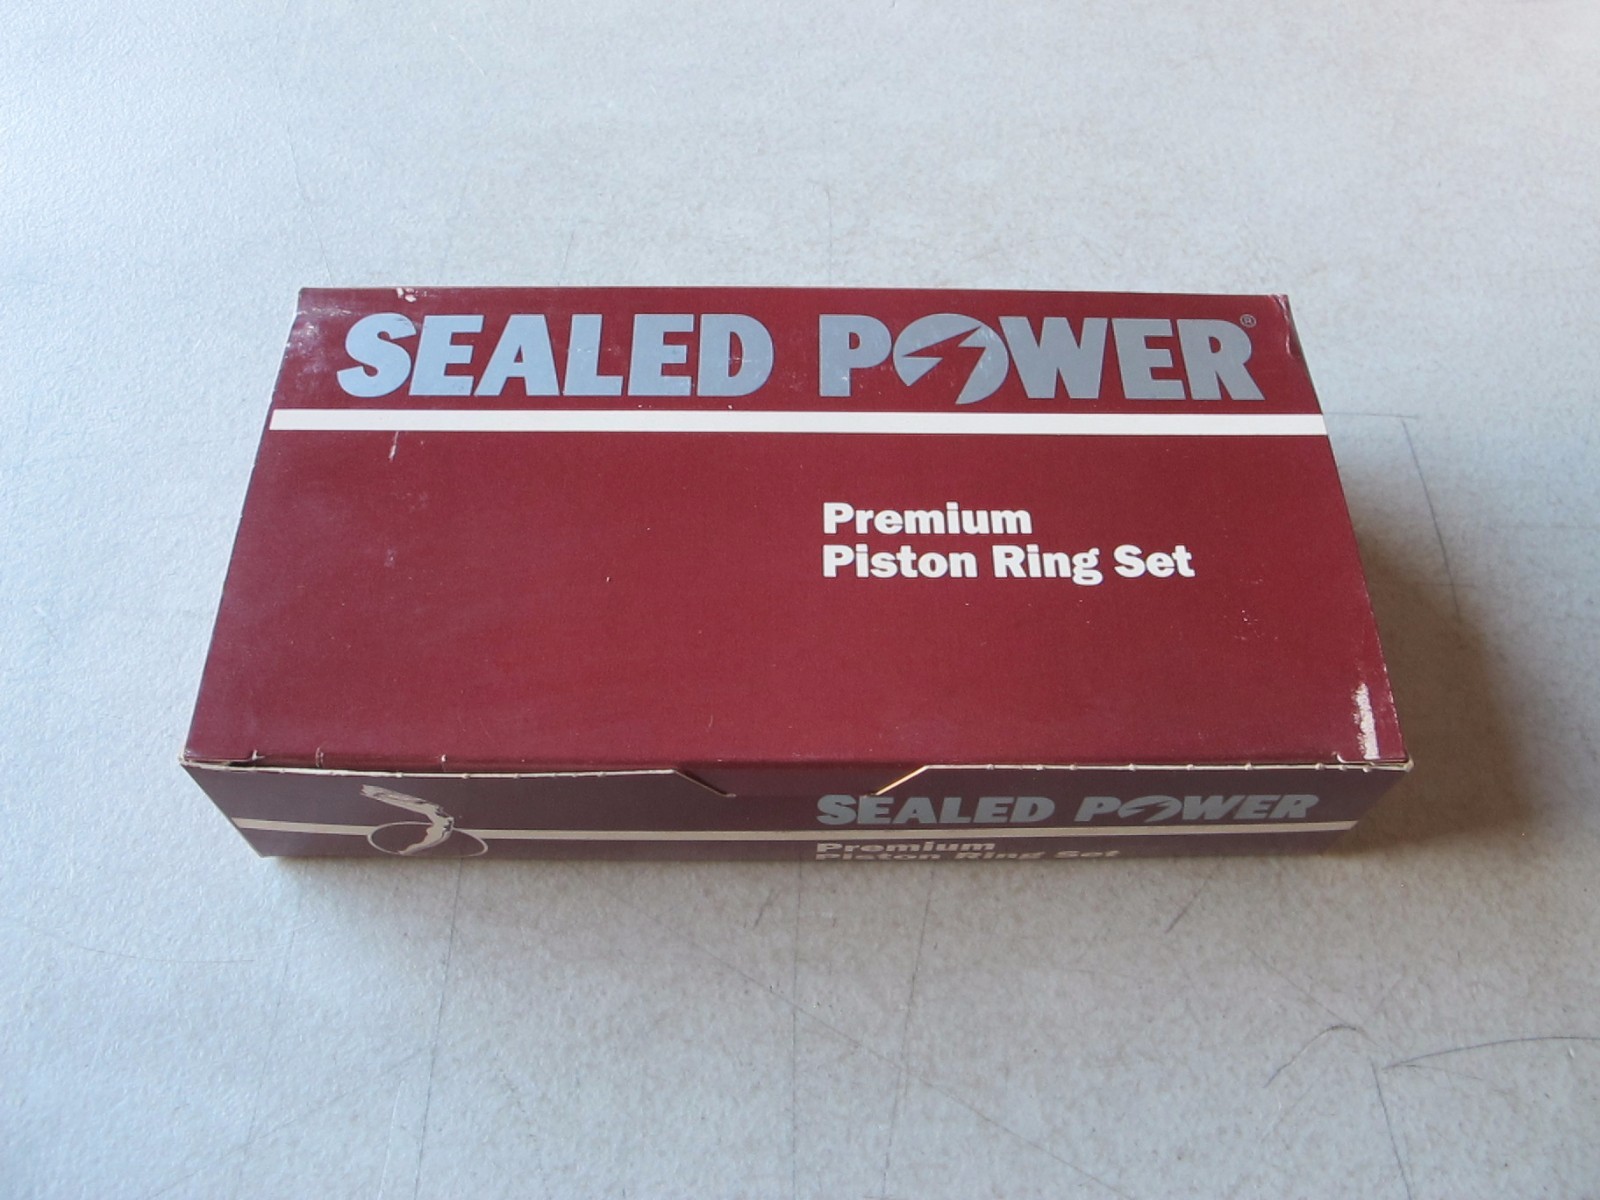 SEALED POWER®
Premium
Piston Ring Set
SEALED POWER
Premium
Piston Ring Set